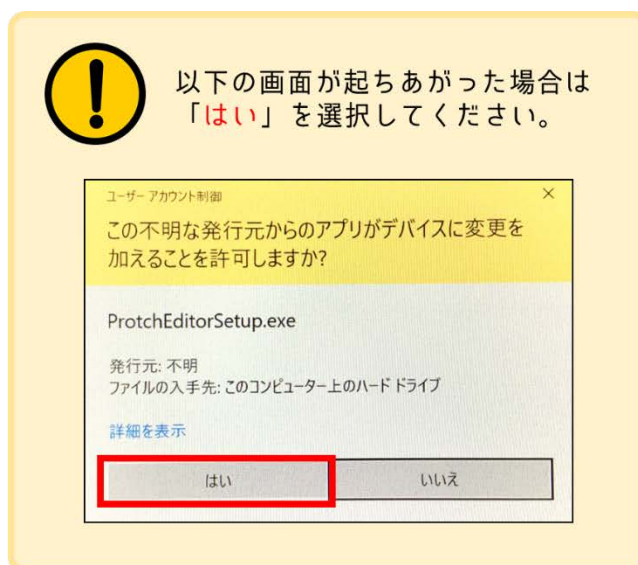 以下の画面が起ちあがった場合は
「はい」を選択してください。
ユーザー アカウント制御
×
この不明な発行元からのアプリがデバイスに変更を
加えることを許可しますか?
ProtchEditorSetup.exe
発行元: 不明
ファイルの入手先: このコンピューター上のハード ドライブ
詳細を表示
はい
いいえ